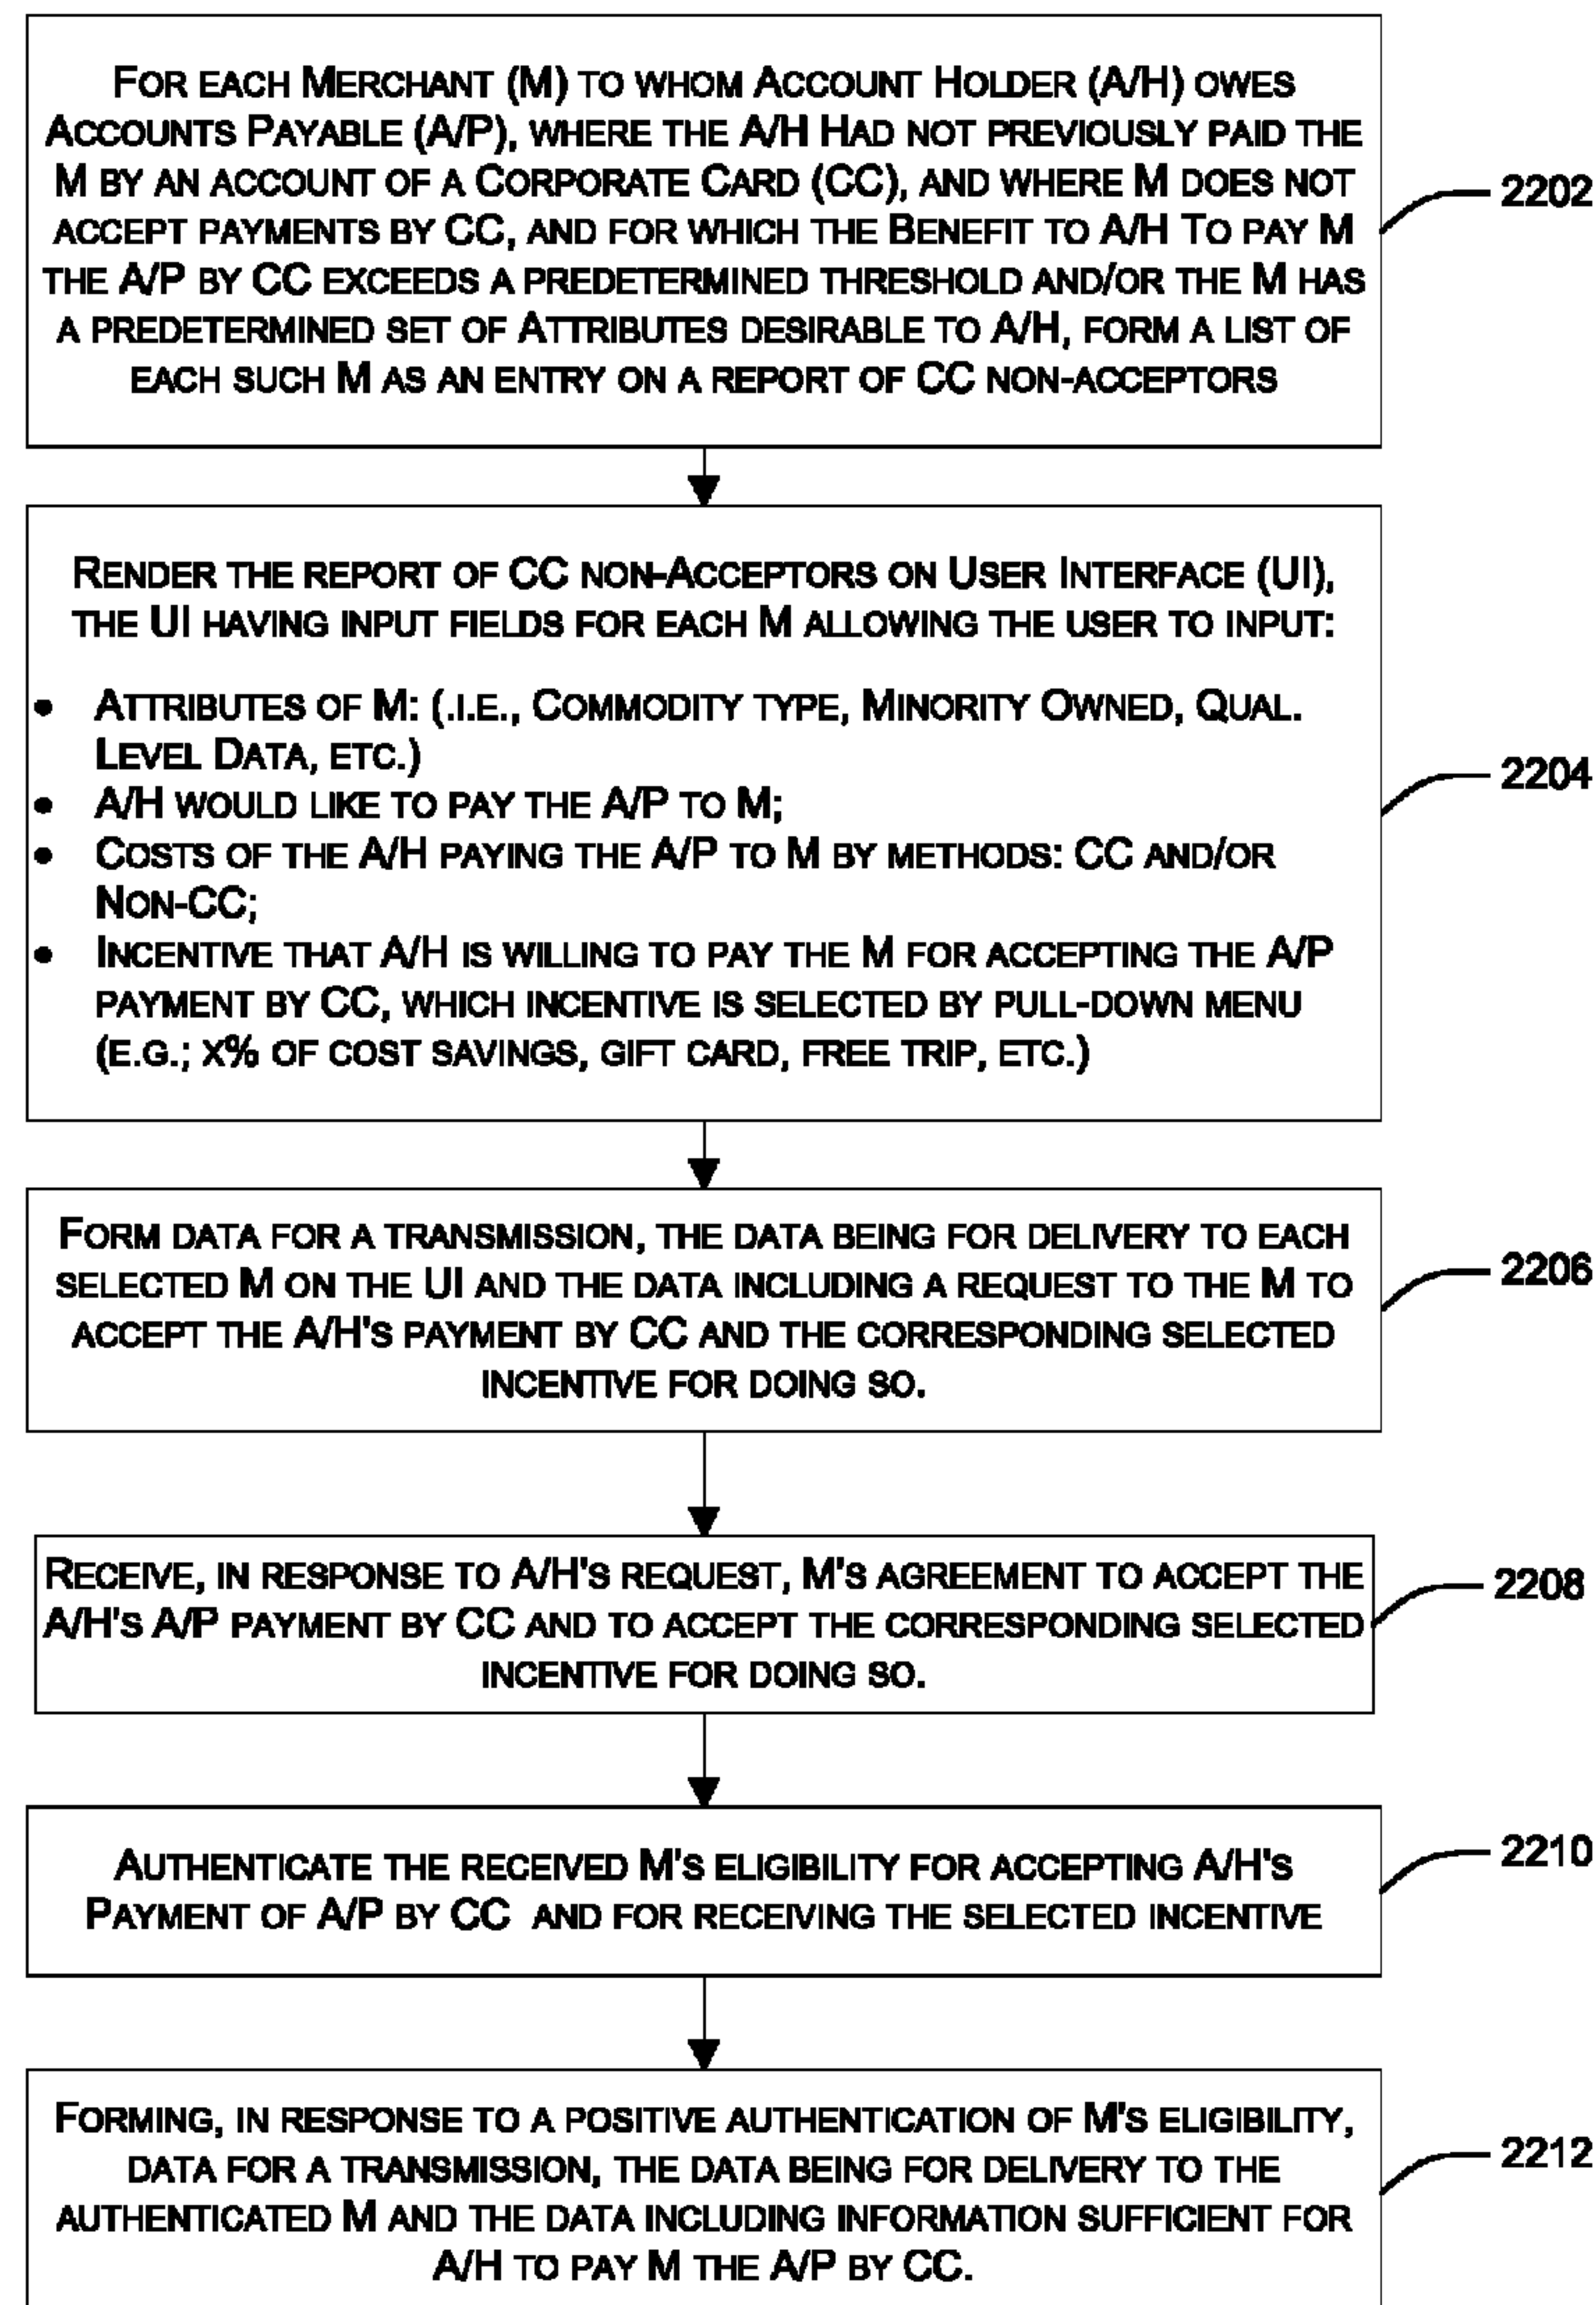 FOR EACH MERCHANT (M) TO WHOM ACCOUNT HOLDER (A/H) OWES
ACCOUNTS PAYABLE (A/P), WHERE THE A/H HAD NOT PREVIOUSLY PAID THE
M BY AN ACCOUNT OF A CORPORATE CARD (CC), AND WHERE M DOES NOT
ACCEPT PAYMENTS BY CC, AND FOR WHICH THE BENEFIT TO A/H TO PAY M
THE A/P BY CC EXCEEDS A PREDETERMINED THRESHOLD AND/OR THE M HAS
A PREDETERMINED SET OF ATTRIBUTES DESIRABLE TO A/H, FORM A LIST OF
EACH SUCH M AS AN ENTRY ON A REPORT OF CC NON-ACCEPTORS
2202
RENDER THE REPORT OF CC NON-ACCEPTORS ON USER INTERFACE (UI),
THE UI HAVING INPUT FIELDS FOR EACH M ALLOWING THE USER TO INPUT:
• ATTRIBUTES OF M: (.I.E., COMMODITY TYPE, MINORITY OWNED, QUAL.
LEVEL DATA, ETC.)
• A/H WOULD LIKE TO PAY THE A/P TO M;
• COSTS OF THE A/H PAYING THE A/P TO M BY METHODS: CC AND/OR
NON-CC;
• INCENTIVE THAT A/H IS WILLING TO PAY THE M FOR ACCEPTING THE A/P
PAYMENT BY CC, WHICH INCENTIVE IS SELECTED BY PULL-DOWN MENU
(E.G.; X% OF COST SAVINGS, GIFT CARD, FREE TRIP, ETC.)
2204
FORM DATA FOR A TRANSMISSION, THE DATA BEING FOR DELIVERY TO EACH
SELECTED M ON THE UI AND THE DATA INCLUDING A REQUEST TO THE M TO
ACCEPT THE A/H'S PAYMENT BY CC AND THE CORRESPONDING SELECTED
INCENTIVE FOR DOING SO.
2206
RECEIVE, IN RESPONSE TO A/H'S REQUEST, M'S AGREEMENT TO ACCEPT THE
A/H'S A/P PAYMENT BY CC AND TO ACCEPT THE CORRESPONDING SELECTED
INCENTIVE FOR DOING SO.
2208
AUTHENTICATE THE RECEIVED M'S ELIGIBILITY FOR ACCEPTING A/H'S
PAYMENT OF A/P BY CC AND FOR RECEIVING THE SELECTED INCENTIVE
2210
FORMING, IN RESPONSE TO A POSITIVE AUTHENTICATION OF M'S ELIGIBILITY,
DATA FOR A TRANSMISSION, THE DATA BEING FOR DELIVERY TO THE
AUTHENTICATED M AND THE DATA INCLUDING INFORMATION SUFFICIENT FOR
A/H TO PAY M THE A/P BY CC.
2212